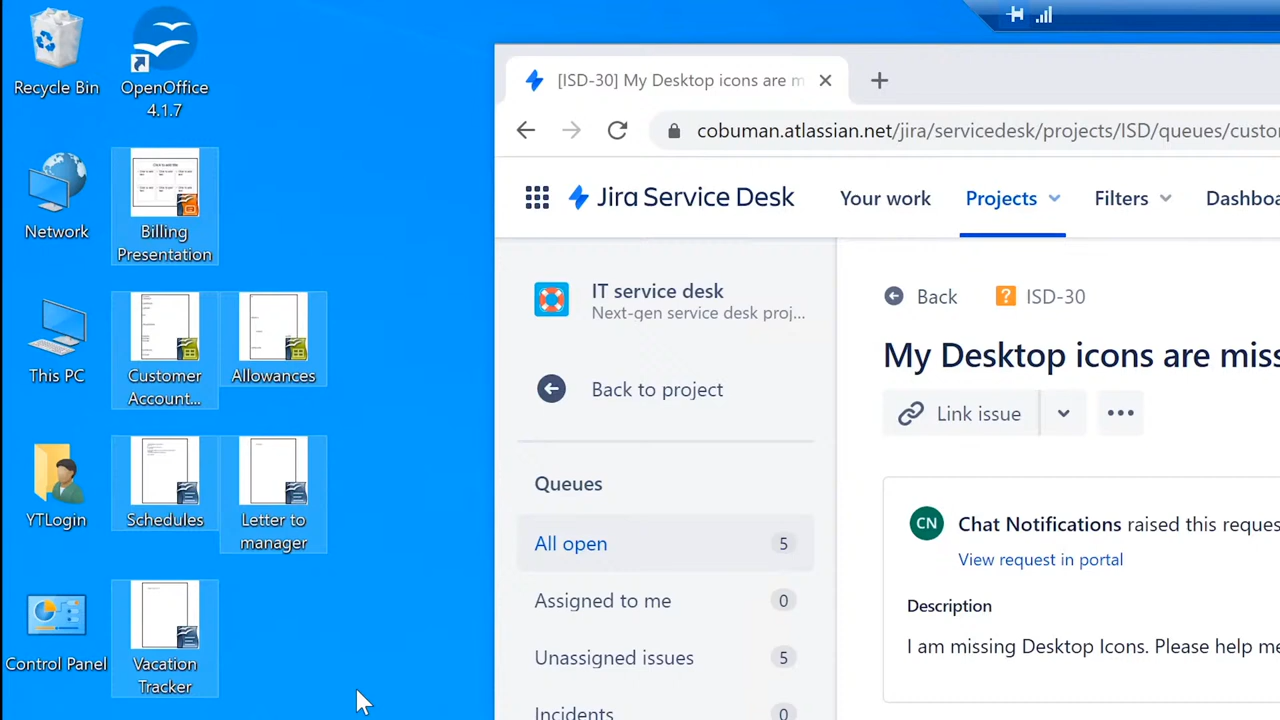 Recycle Bin
OpenOffice
4.1.7
Network
Billing
Presentation
This PC
Customer
Account...
Allowances
YTLogin
Schedules
Letter to
manager
Control Panel
Vacation
Tracker
[ISD-30] My Desktop icons are m
cobuman.atlassian.net/jira/servicedesk/projects/ISD/queues/custo
Jira Service Desk
Your work
Projects
Filters
Dashbo
IT service desk
Next-gen service desk proj...
Back to project
Queues
All open 5
Assigned to me 0
Unassigned issues 5
Incidents 0
Back
ISD-30
My Desktop icons are miss
Link issue
CN
Chat Notifications raised this reques
View request in portal
Description
I am missing Desktop Icons. Please help me